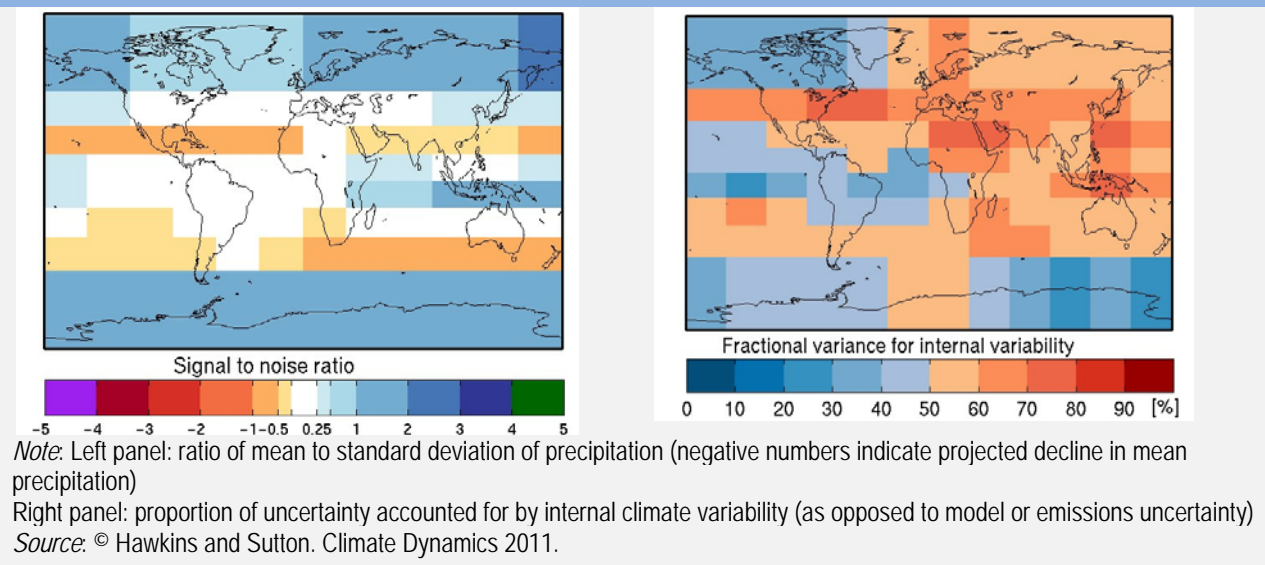 Signal to noise ratio
-5 -4 -3 -2 -1 -0.5 0.25 1 2 3 4 5
Fractional variance for internal variability
0 10 20 30 40 50 60 70 80 90 [%]
Note: Left panel: ratio of mean to standard deviation of precipitation (negative numbers indicate projected decline in mean
precipitation)
Right panel: proportion of uncertainty accounted for by internal climate variability (as opposed to model or emissions uncertainty)
Source: © Hawkins and Sutton. Climate Dynamics 2011.